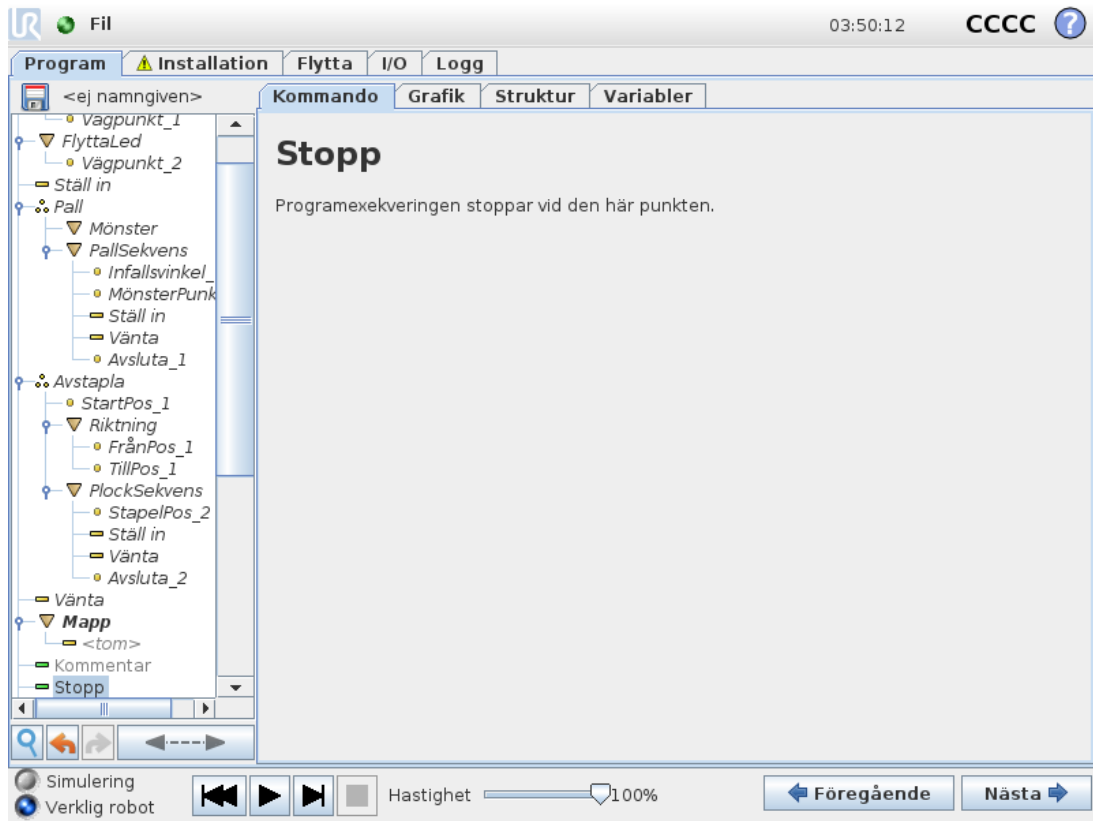 Fil
03:50:12
CCCC
?
Program
Installation
Flytta
I/O
Logg
<ej namngiven>
Kommando
Grafik
Struktur
Variabler
Vägpunkt_1
FlyttaLed
Vägpunkt_2
Ställ in
Pall
Mönster
PallSekvens
Infallsvinkel_
MönsterPunk
Ställ in
Vänta
Avsluta_1
Avstapla
StartPos_1
Riktning
FrånPos_1
TillPos_1
PlockSekvens
StapelPos_2
Ställ in
Vänta
Avsluta_2
Vänta
Mapp
<tom>
Kommentar
Stopp
Stopp
Programexekveringen stoppar vid den här punkten.
Simulering
Verklig robot
Hastighet
100%
Föregående
Nästa